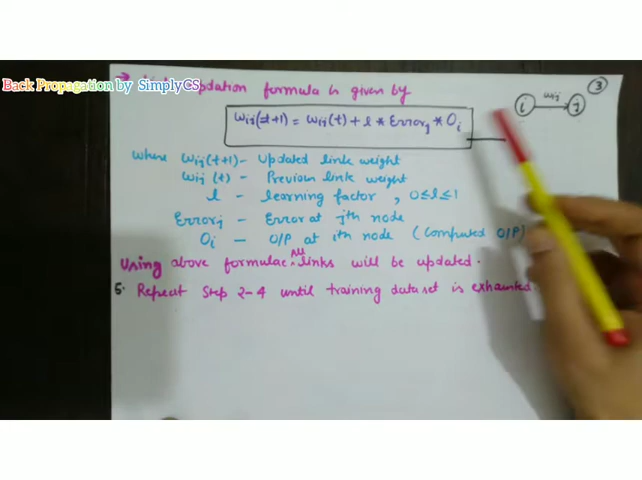 Back Propagation by SimplyCS
updation formula is given by
3
Wij(t+1) = Wij(t) + l * Errorj * Oi
i wij j
where Wij(t+1) - Updated link weight
Wij (t) - Previous link weight
l - learning factor, 0≤l≤1
Errorj - Error at jth node
Oi - O/P at ith node (Computed O/P)
Using above formulae All links will be updated.
5. Repeat Step 2-4 until training dataset is exhausted.